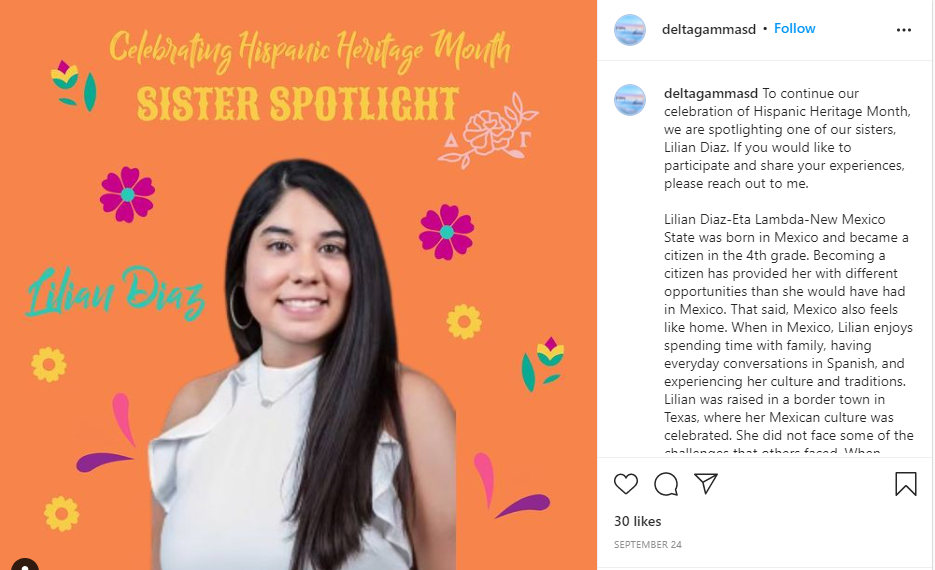 Celebrating Hispanic Heritage Month
SISTER SPOTLIGHT
Δ Γ
Lilian Diaz
deltagammasd • Follow
deltagammasd To continue our
celebration of Hispanic Heritage Month,
we are spotlighting one of our sisters,
Lilian Diaz. If you would like to
participate and share your experiences,
please reach out to me.
Lilian Diaz-Eta Lambda-New Mexico
State was born in Mexico and became a
citizen in the 4th grade. Becoming a
citizen has provided her with different
opportunities than she would have had
in Mexico. That said, Mexico also feels
like home. When in Mexico, Lilian enjoys
spending time with family, having
everyday conversations in Spanish, and
experiencing her culture and traditions.
Lilian was raised in a border town in
Texas, where her Mexican culture was
celebrated. She did not face some of the
challenges that others faced. When
30 likes
SEPTEMBER 24